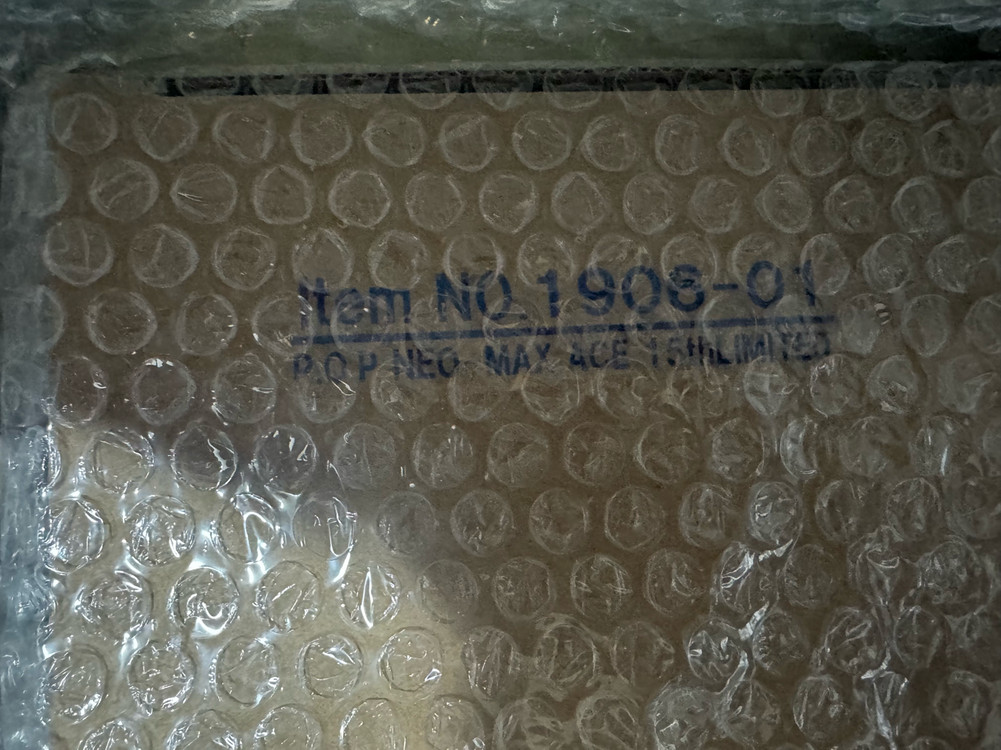 Item NO.1908-01
P.O.P NEO-MAX ACE 15thLIMITED